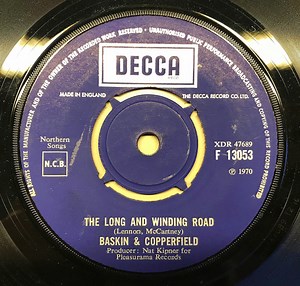 ALL RIGHTS OF THE MANUFACTURER AND OF THE OWNER OF THE RECORDED WORK RESERVED · UNAUTHORISED PUBLIC PERFORMANCE BROADCASTING AND COPYING OF THIS RECORD PROHIBITED
DECCA
MADE IN ENGLAND
THE DECCA RECORD CO. LTD.
Northern
Songs
N.C.B.
XDR 47689
F 13053
℗ 1970
THE LONG AND WINDING ROAD
(Lennon, McCartney)
BASKIN & COPPERFIELD
Producer: Nat Kipner for
Pleasurama Records